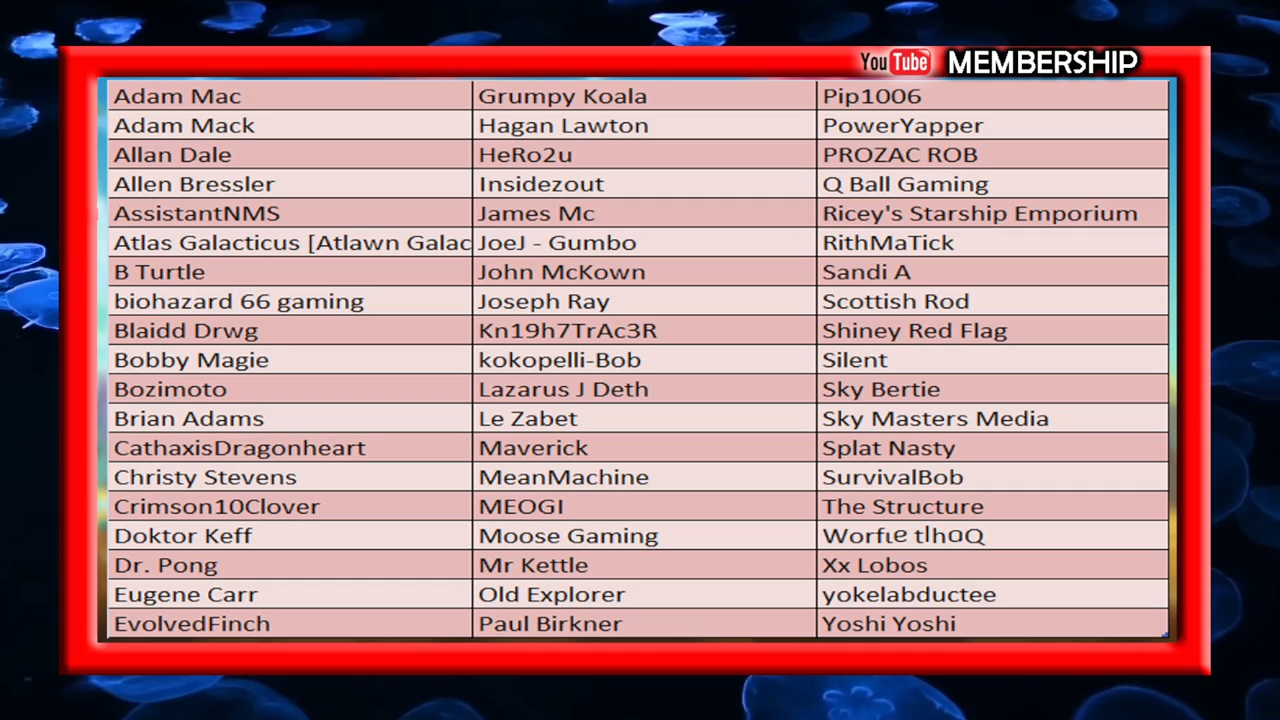 YouTube MEMBERSHIP
Adam Mac Grumpy Koala Pip1006
Adam Mack Hagan Lawton PowerYapper
Allan Dale HeRo2u PROZAC ROB
Allen Bressler Insidezout Q Ball Gaming
AssistantNMS James Mc Ricey's Starship Emporium
Atlas Galacticus [Atlawn Galac JoeJ - Gumbo RithMaTick
B Turtle John McKown Sandi A
biohazard 66 gaming Joseph Ray Scottish Rod
Blaidd Drwg Kn19h7TrAc3R Shiney Red Flag
Bobby Magie kokopelli-Bob Silent
Bozimoto Lazarus J Deth Sky Bertie
Brian Adams Le Zabet Sky Masters Media
CathaxisDragonheart Maverick Splat Nasty
Christy Stevens MeanMachine SurvivalBob
Crimson10Clover MEOGI The Structure
Doktor Keff Moose Gaming Worfιҽ tlhαQ
Dr. Pong Mr Kettle Xx Lobos
Eugene Carr Old Explorer yokelabductee
EvolvedFinch Paul Birkner Yoshi Yoshi